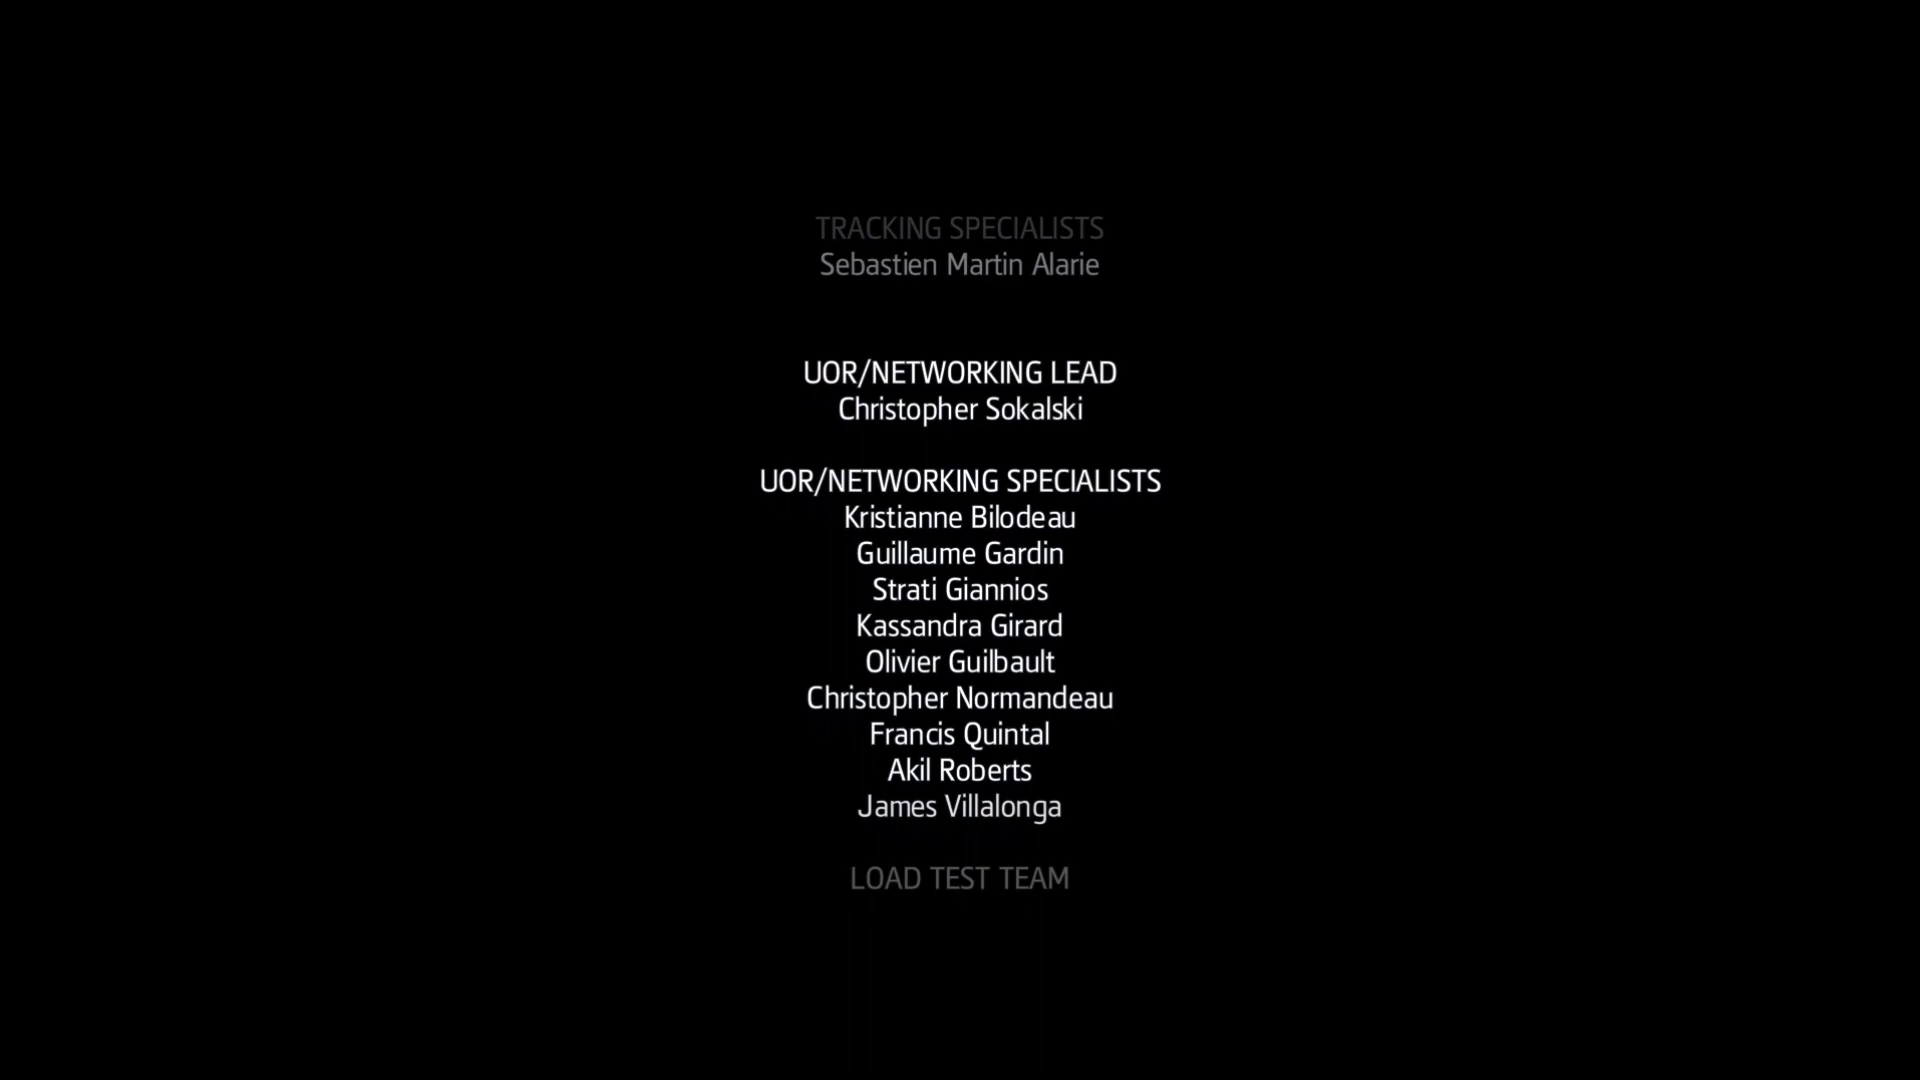 TRACKING SPECIALISTS
Sebastien Martin Alarie
UOR/NETWORKING LEAD
Christopher Sokalski
UOR/NETWORKING SPECIALISTS
Kristianne Bilodeau
Guillaume Gardin
Strati Giannios
Kassandra Girard
Olivier Guilbault
Christopher Normandeau
Francis Quintal
Akil Roberts
James Villalonga
LOAD TEST TEAM